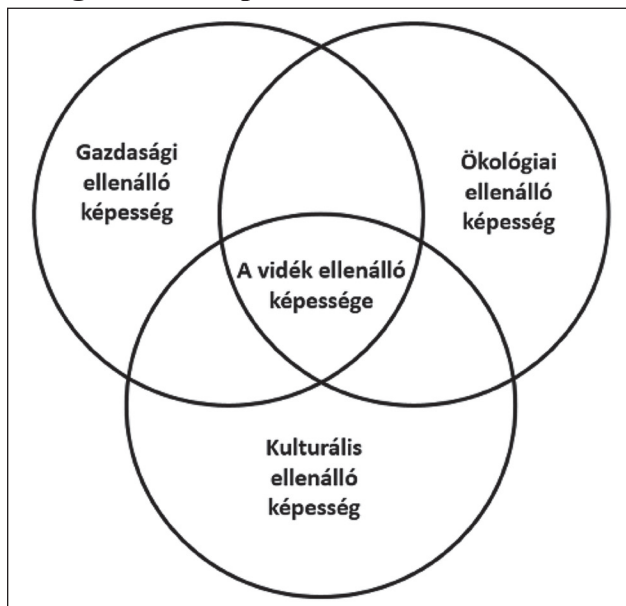 Gazdasági
ellenálló
képesség
Ökológiai
ellenálló
képesség
A vidék ellenálló
képessége
Kulturális
ellenálló
képesség